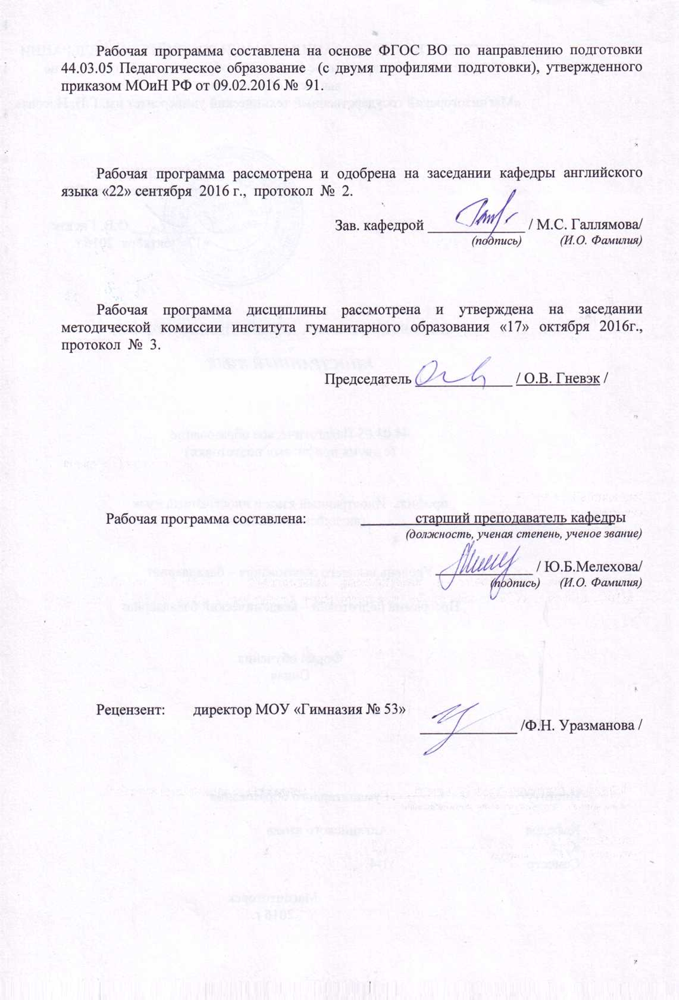 Рабочая программа составлена на основе ФГОС ВО по направлению подготовки
44.03.05 Педагогическое образование (с двумя профилями подготовки), утвержденного
приказом МОиН РФ от 09.02.2016 № 91.
Рабочая программа рассмотрена и одобрена на заседании кафедры английского
языка «22» сентября 2016 г., протокол № 2.
Зав. кафедрой _____________ / М.С. Галлямова/
(подпись) (И.О. Фамилия)
Рабочая программа дисциплины рассмотрена и утверждена на заседании
методической комиссии института гуманитарного образования «17» октября 2016г.,
протокол № 3.
Председатель _____________ / О.В. Гневэк /
Рабочая программа составлена: старший преподаватель кафедры
(должность, ученая степень, ученое звание)
_____________ / Ю.Б.Мелехова/
(подпись) (И.О. Фамилия)
Рецензент: директор МОУ «Гимназия № 53»
_____________ /Ф.Н. Уразманова /